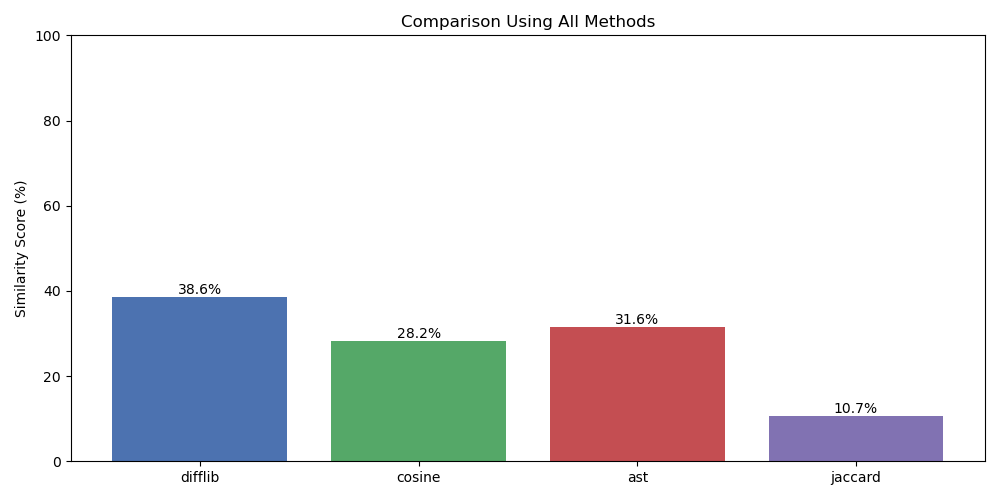 Comparison Using All Methods
Similarity Score (%)
100
80
60
40
20
0
38.6%
28.2%
31.6%
10.7%
difflib
cosine
ast
jaccard